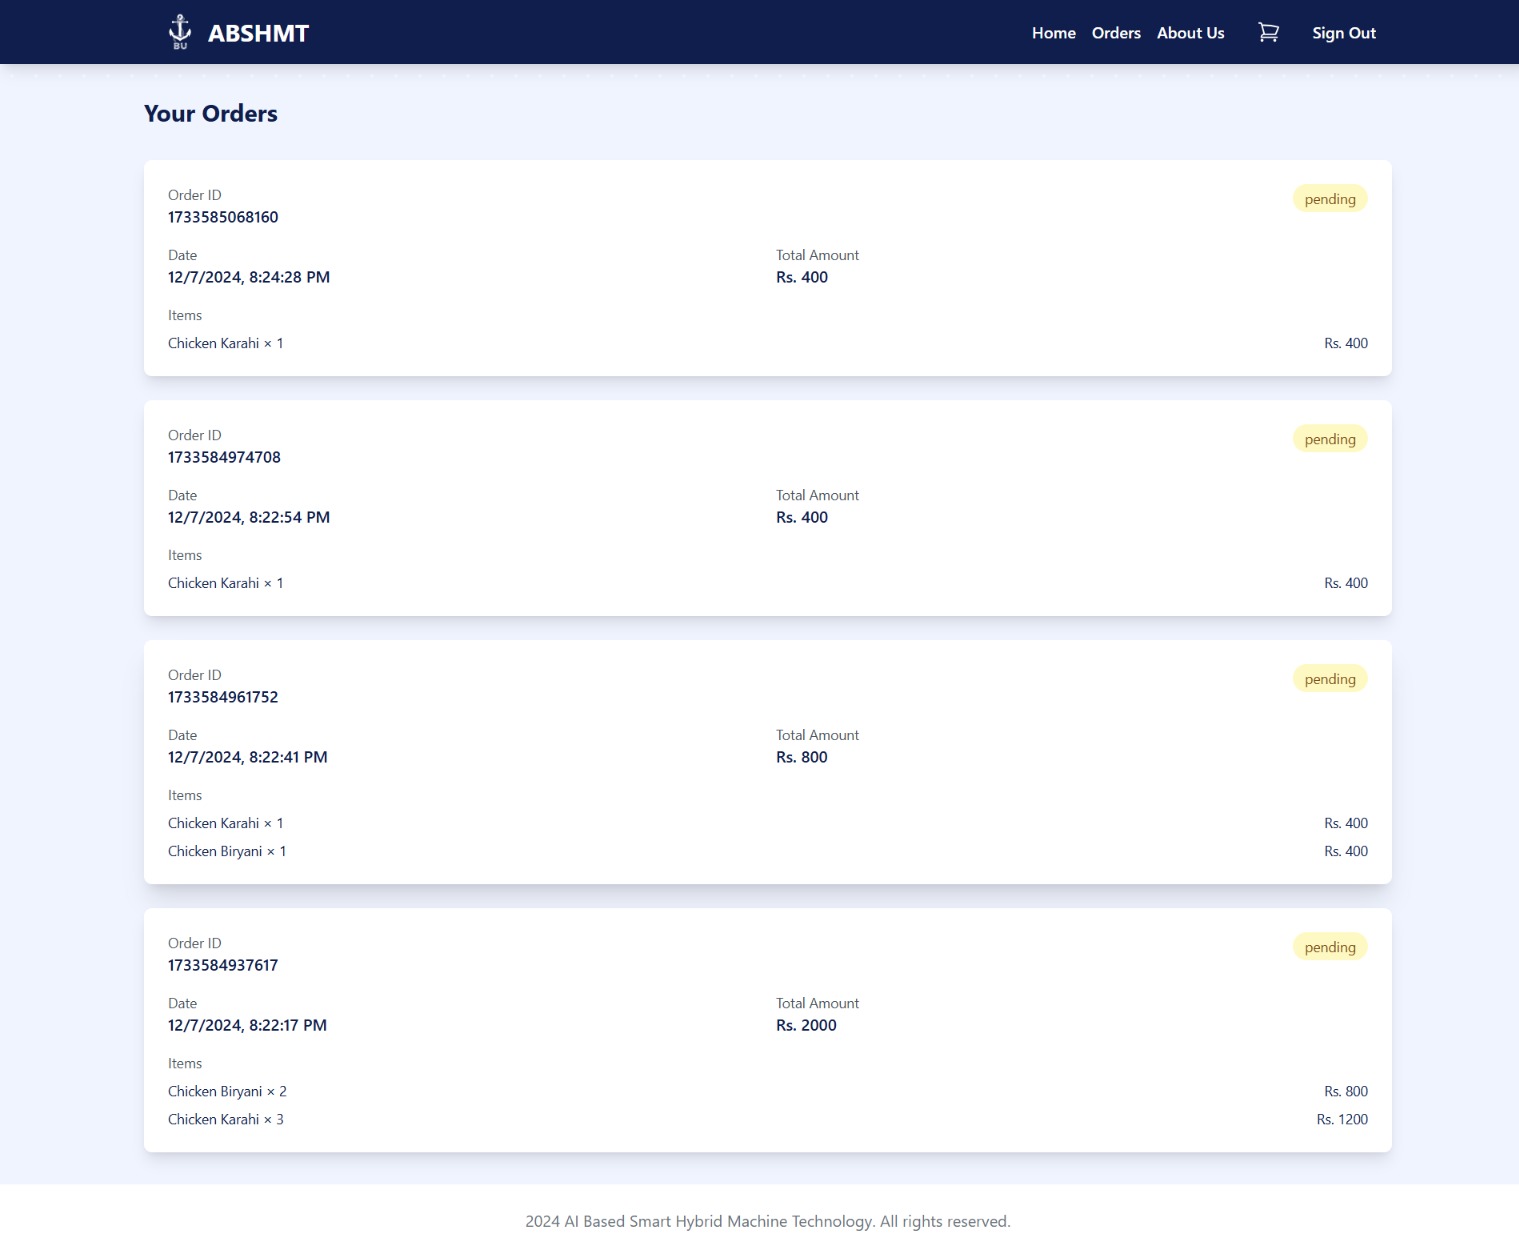 BU
ABSHMT
Home Orders About Us Sign Out
Your Orders
Order ID
pending
1733585068160
Date Total Amount
12/7/2024, 8:24:28 PM Rs. 400
Items
Chicken Karahi × 1 Rs. 400
Order ID
pending
1733584974708
Date Total Amount
12/7/2024, 8:22:54 PM Rs. 400
Items
Chicken Karahi × 1 Rs. 400
Order ID
pending
1733584961752
Date Total Amount
12/7/2024, 8:22:41 PM Rs. 800
Items
Chicken Karahi × 1 Rs. 400
Chicken Biryani × 1 Rs. 400
Order ID
pending
1733584937617
Date Total Amount
12/7/2024, 8:22:17 PM Rs. 2000
Items
Chicken Biryani × 2 Rs. 800
Chicken Karahi × 3 Rs. 1200
2024 AI Based Smart Hybrid Machine Technology. All rights reserved.